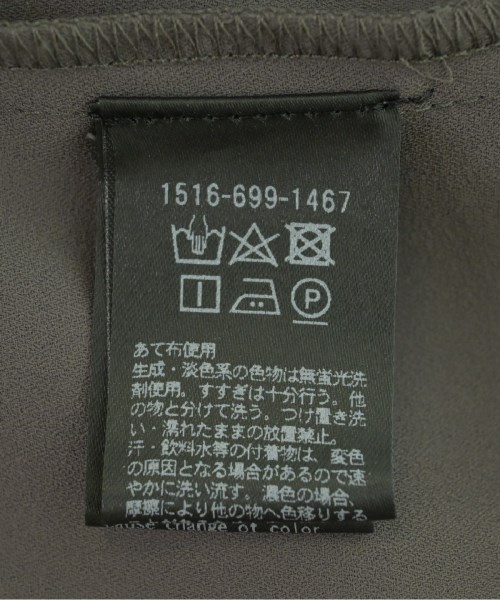 1516-699-1467
P
あて布使用
生成・淡色系の色物は無蛍光洗
剤使用。すすぎは十分行う。他
の物と分けて洗う。つけ置き洗
い・濡れたままの放置禁止。
汗・飲料水等の付着物は、変色
の原因となる場合があるので速
やかに洗い流す。濃色の場合、
摩擦により他の物へ色移りする
change of color